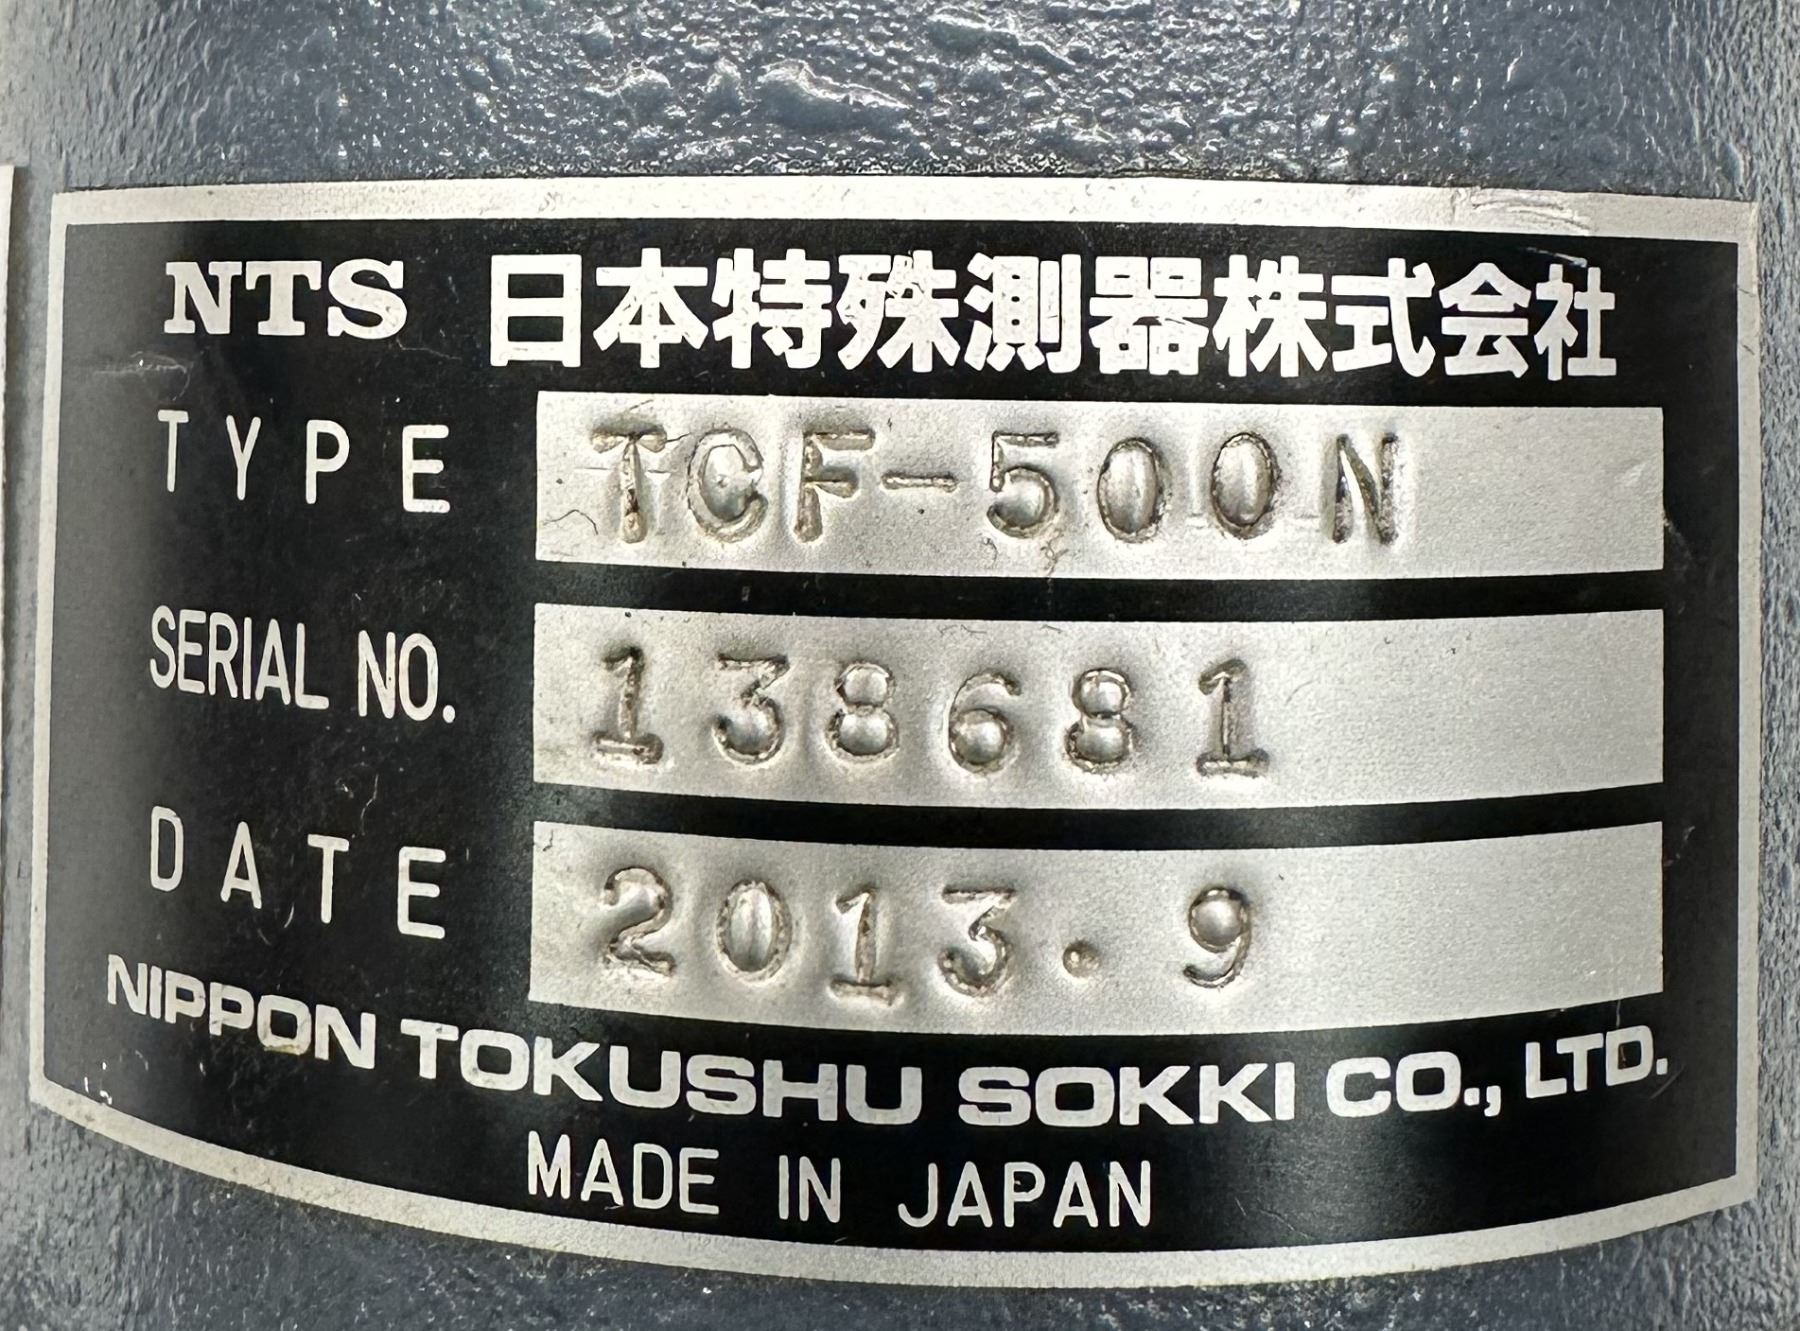 NTS 日本特殊測器株式会社
TYPE TCF-500N
SERIAL NO. 138681
DATE 2013.9
NIPPON TOKUSHU SOKKI CO., LTD.
MADE IN JAPAN